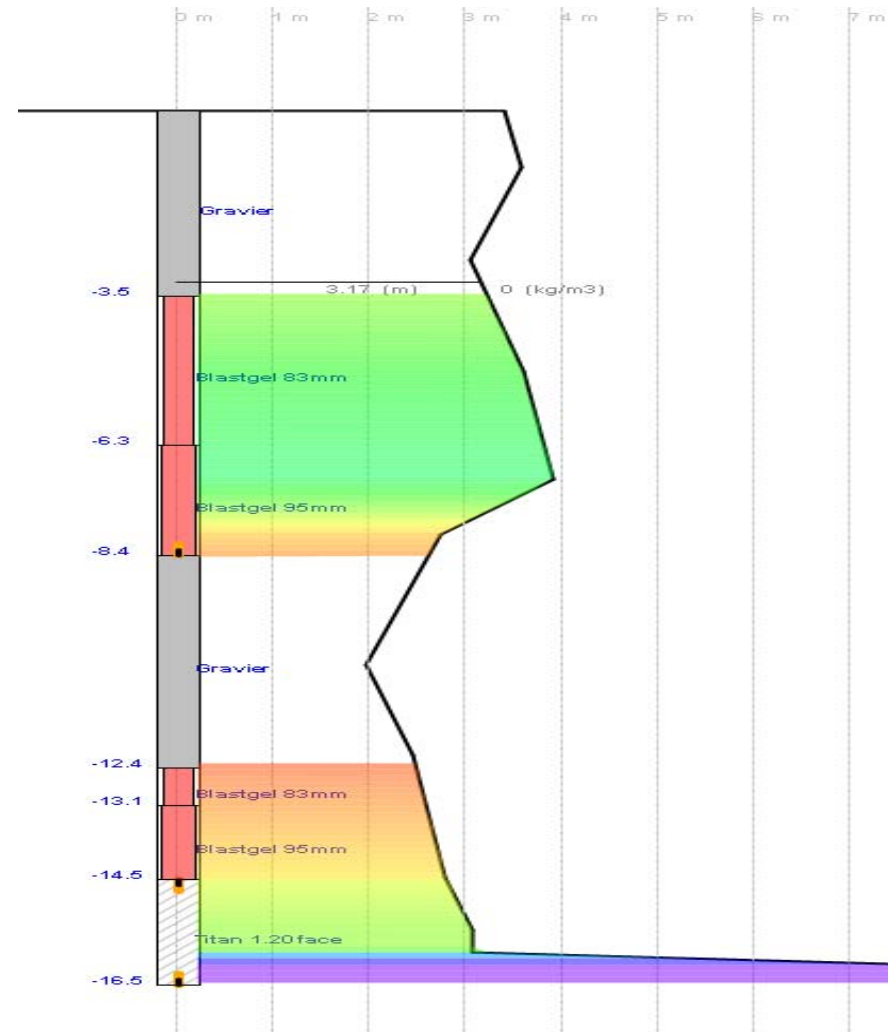 0 m 1 m 2 m 3 m 4 m 5 m 6 m 7 m
Gravier
3.17 (m) 0 (kg/m3)
-3.5
Blastgel 83mm
-6.3
Blastgel 95mm
-8.4
Gravier
-12.4
Blastgel 83mm
-13.1
Blastgel 95mm
-14.5
Titan 1.20face
-16.5